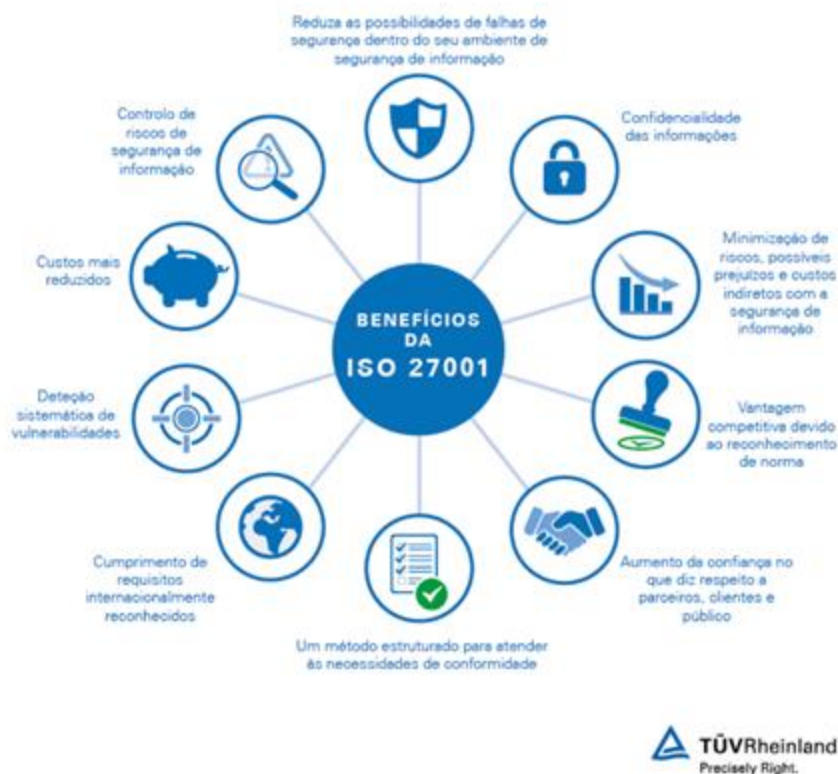 Reduza as possibilidades de falhas de
segurança dentro do seu ambiente de
segurança de informação
Confidencialidade
das informações
Minimização de
riscos, possíveis
prejuízos e custos
indiretos com a
segurança de
informação
Vantagem
competitiva devido
ao reconhecimento
de norma
Aumento da confiança no
que diz respeito a
parceiros, clientes e
público
Um método estruturado para atender
às necessidades de conformidade
Cumprimento de
requisitos
internacionalmente
reconhecidos
Deteção
sistemática de
vulnerabilidades
Custos mais
reduzidos
Controlo de
riscos de
segurança de
informação
BENEFÍCIOS
DA
ISO 27001
TÜVRheinland
Precisely Right.